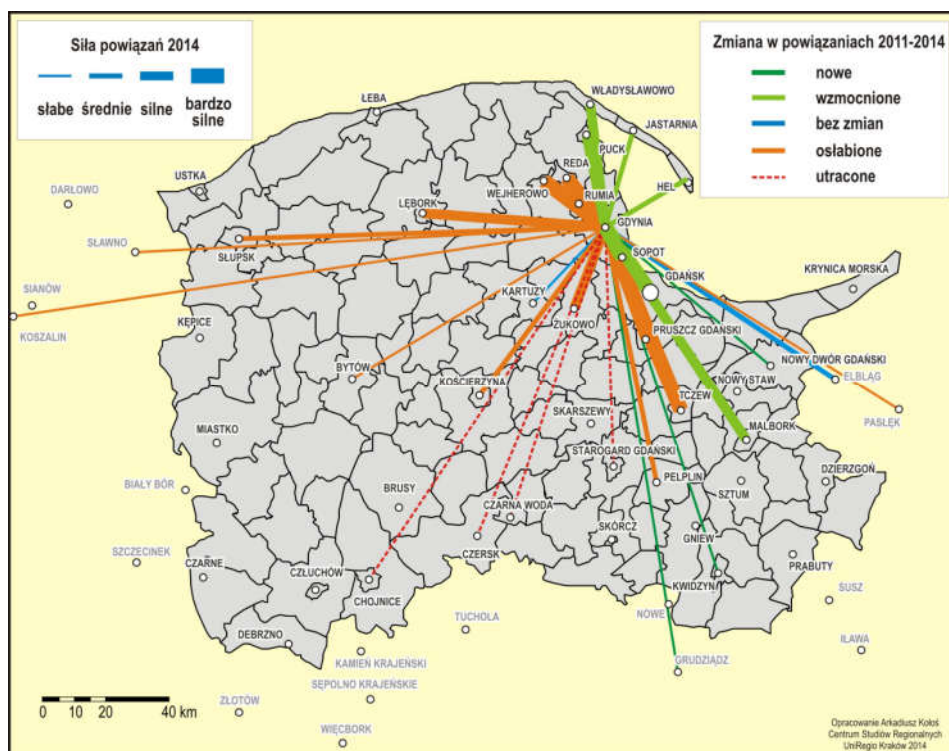 Siła powiązań 2014
słabe średnie silne bardzo silne
Zmiana w powiązaniach 2011-2014
nowe
wzmocnione
bez zmian
osłabione
utracone
WŁADYSŁAWOWO
ŁEBA
JASTARNIA
PUCK
REDA
USTKA
WEJHEROWO
RUMIA
HEL
DARŁOWO
LĘBORK
GDYNIA
SŁAWNO
SŁUPSK
SOPOT
KRYNICA MORSKA
GDAŃSK
SIANÓW
KARTUZY
KOSZALIN
KĘPICE
ŻUKOWO
PRUSZCZ GDAŃSKI
NOWY DWÓR GDAŃSKI
BYTÓW
KOŚCIERZYNA
NOWY STAW
ELBLĄG
TCZEW
SKARSZEWY
PASŁĘK
MIASTKO
MALBORK
STAROGARD GDAŃSKI
DZIERZGOŃ
PELPLIN
BIAŁY BÓR
BRUSY
SZTUM
CZARNA WODA
SKÓRCZ
GNIEW
SZCZECINEK
CZERSK
PRABUTY
CZARNE
CZŁUCHÓW
KWIDZYN
CHOJNICE
SUSZ
TUCHOLA
NOWE
DEBRZNO
IŁAWA
KAMIEŃ KRAJEŃSKI
GRUDZIĄDZ
SĘPOLNO KRAJEŃSKIE
ZŁOTÓW
WIĘCBORK
0 10 20 40 km
Opracowanie Arkadiusz Kołoś
Centrum Studiów Regionalnych
UniRegio Kraków 2014